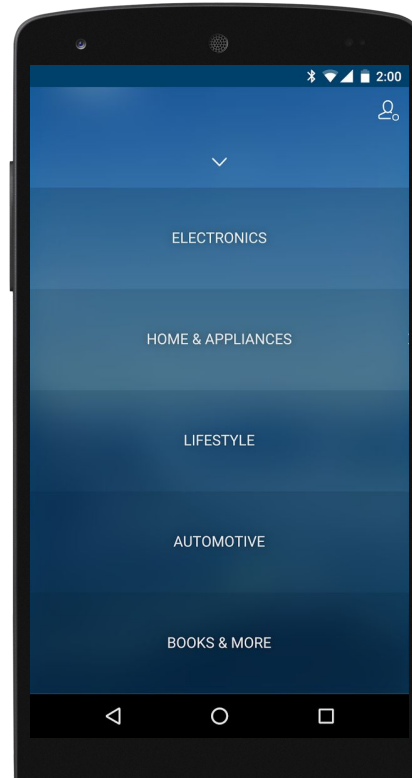 2:00
ELECTRONICS
HOME & APPLIANCES
LIFESTYLE
AUTOMOTIVE
BOOKS & MORE